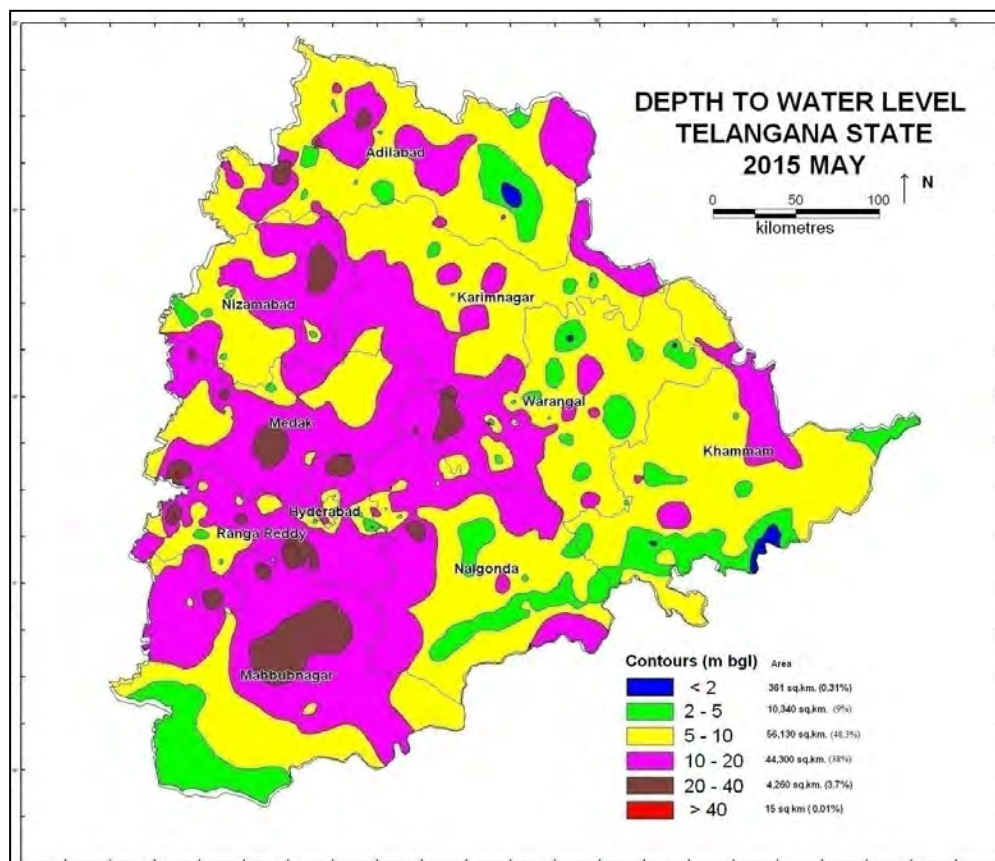 DEPTH TO WATER LEVEL
TELANGANA STATE
2015 MAY
N
0 50 100
kilometres
Adilabad
Nizamabad
Karimnagar
Warangal
Medak
Khammam
Hyderabad
Ranga Reddy
Nalgonda
Mahbubnagar
Contours (m bgl) Area
< 2 361 sq.km. (0.31%)
2 - 5 10,340 sq.km. (9%)
5 - 10 56,130 sq.km. (48.3%)
10 - 20 44,300 sq.km. (38%)
20 - 40 4,260 sq.km. (3.7%)
> 40 15 sq km (0.01%)